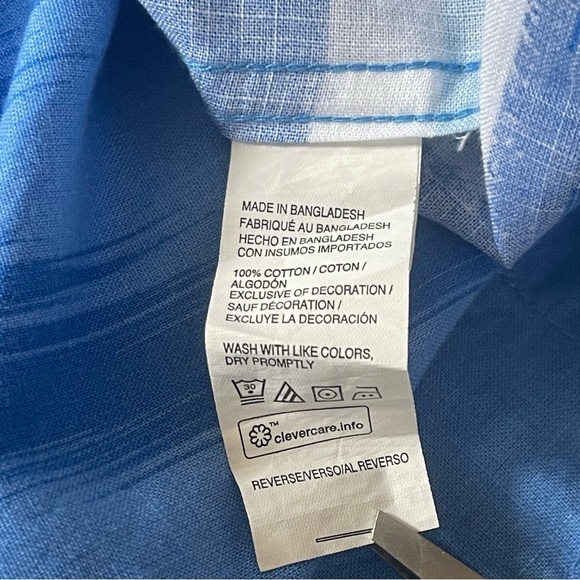 MADE IN BANGLADESH
FABRIQUÉ AU BANGLADESH
HECHO EN BANGLADESH
CON INSUMOS IMPORTADOS
100% COTTON / COTON /
ALGODÓN
EXCLUSIVE OF DECORATION /
SAUF DÉCORATION /
EXCLUYE LA DECORACIÓN
WASH WITH LIKE COLORS,
DRY PROMPTLY
30
™
clevercare.info
REVERSE/VERSO/AL REVERSO